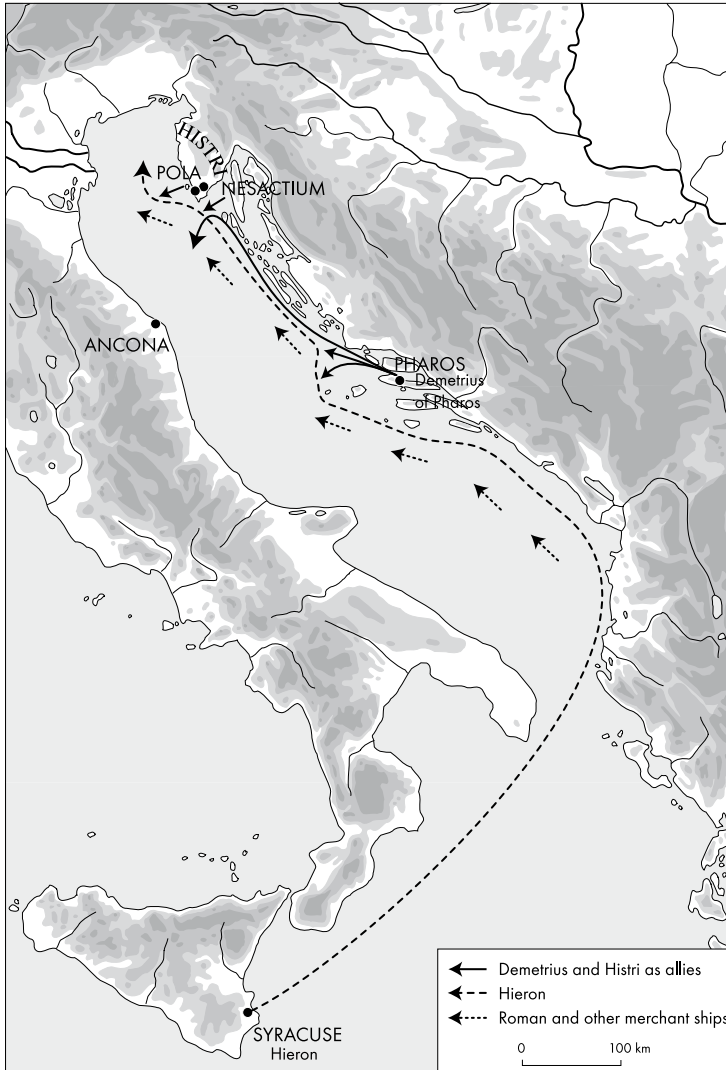 HISTRI
POLA
NESACTIUM
ANCONA
PHAROS
Demetrius
of Pharos
SYRACUSE
Hieron
Demetrius and Histri as allies
Hieron
Roman and other merchant ships
0 100 km